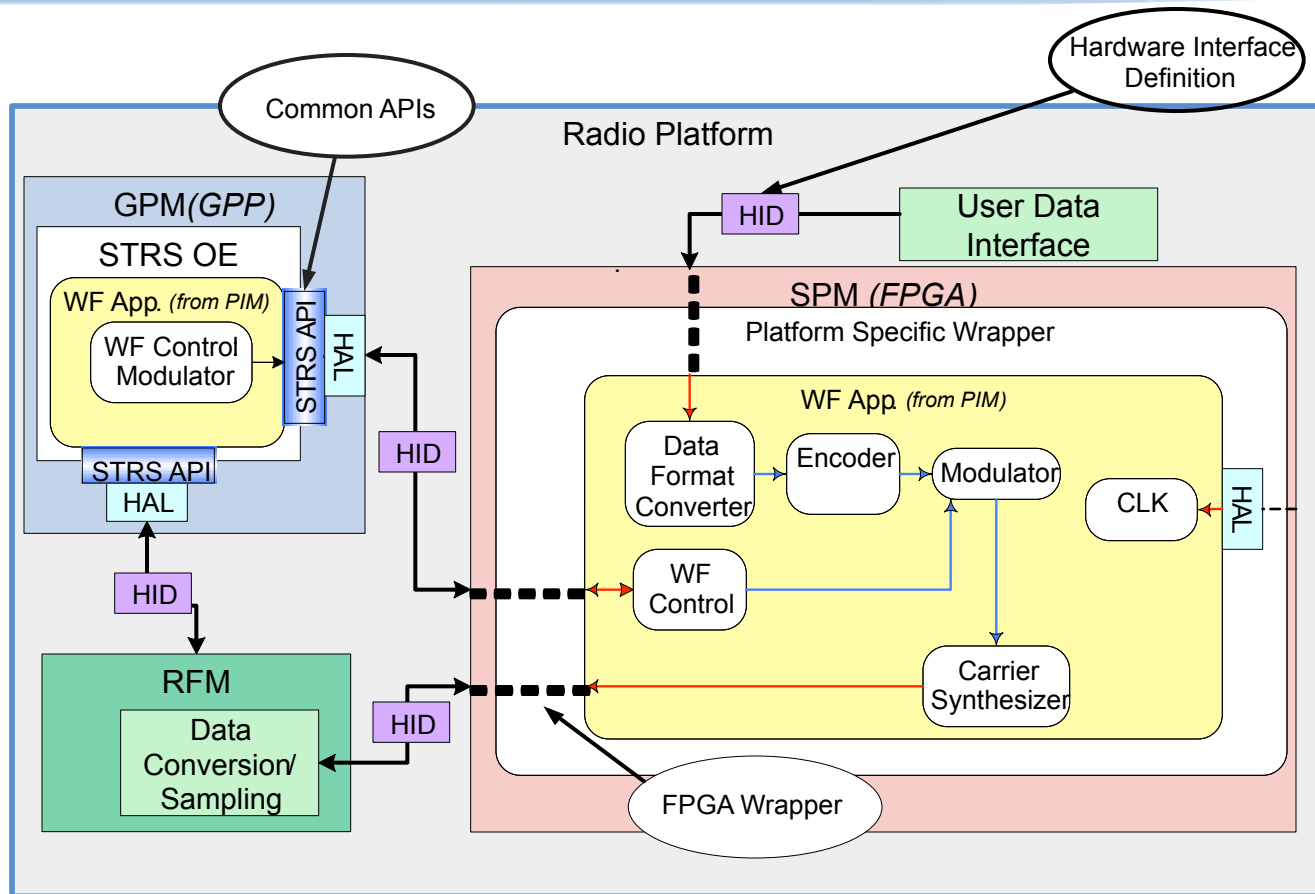 Hardware Interface
Definition
Common APIs
Radio Platform
GPM(GPP)
STRS OE
WF App. (from PIM)
WF Control
Modulator
STRS API
HAL
STRS API
HAL
HID
HID
RFM
Data
Conversion/
Sampling
HID
HID
User Data
Interface
SPM (FPGA)
Platform Specific Wrapper
WF App. (from PIM)
Data
Format
Converter
Encoder
Modulator
CLK
HAL
WF
Control
Carrier
Synthesizer
FPGA Wrapper